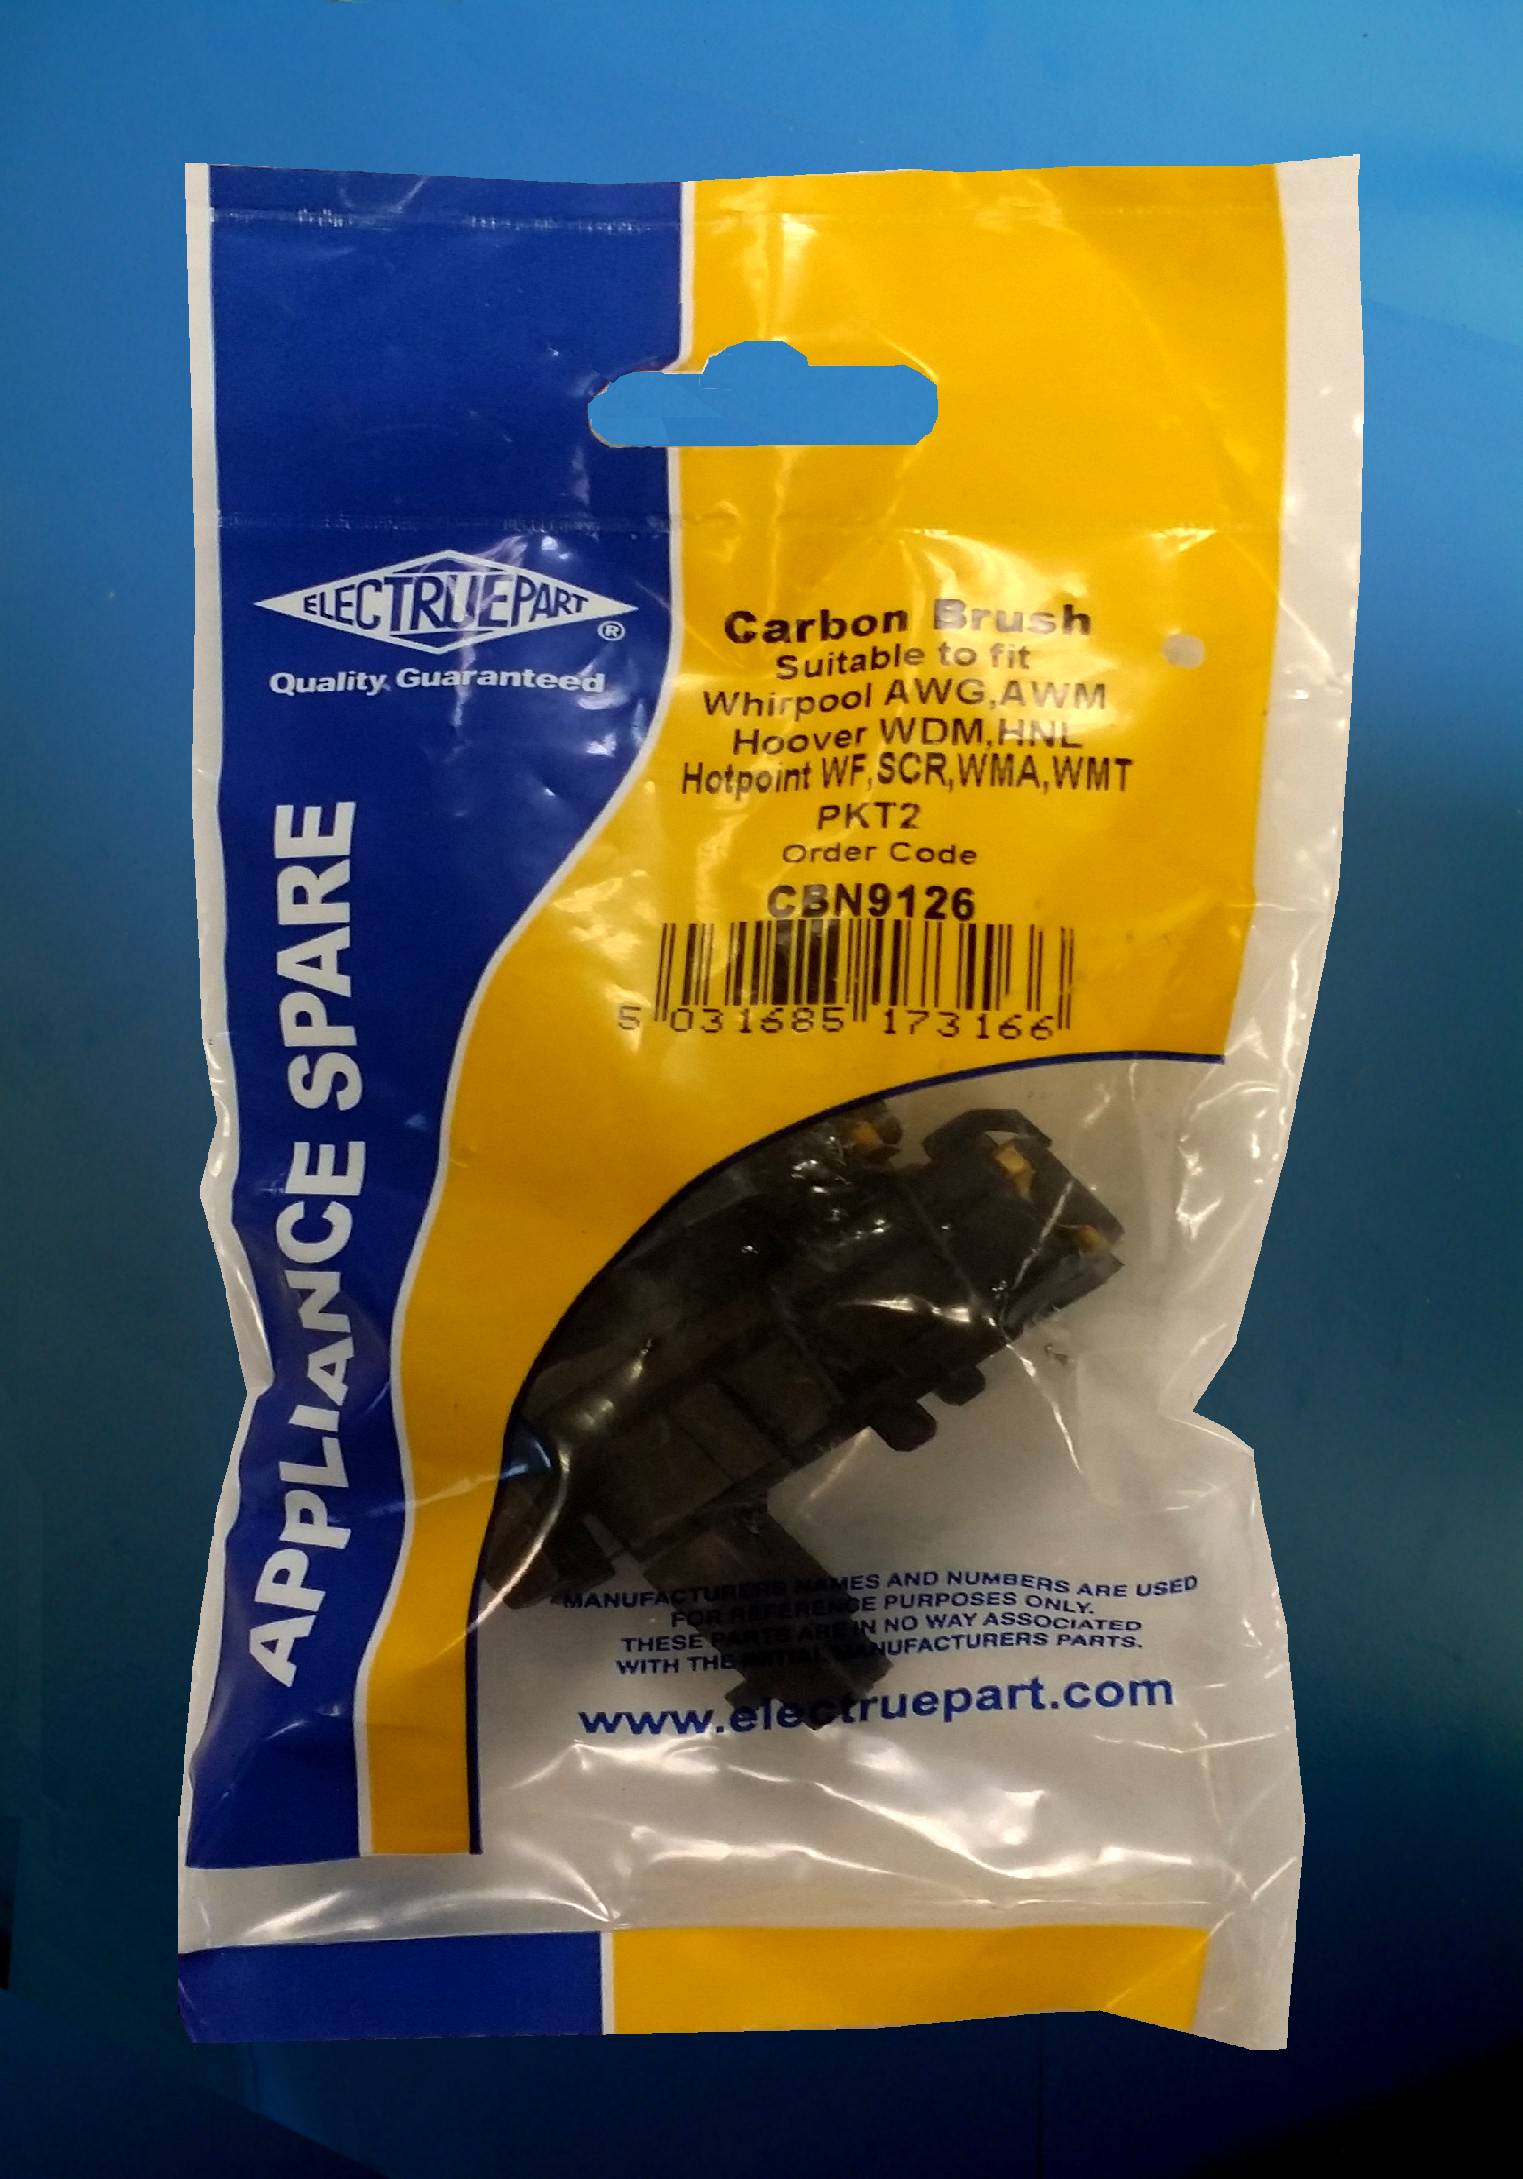 ELECTRUEPART
®
Quality Guaranteed
APPLIANCE SPARE
Carbon Brush
Suitable to fit
Whirpool AWG,AWM
Hoover WDM,HNL
Hotpoint WF,SCR,WMA,WMT
PKT2
Order Code
CBN9126
5 031685 173166
MANUFACTURERS NAMES AND NUMBERS ARE USED
FOR REFERENCE PURPOSES ONLY.
THESE PARTS ARE IN NO WAY ASSOCIATED
WITH THE INITIAL MANUFACTURERS PARTS.
www.electruepart.com